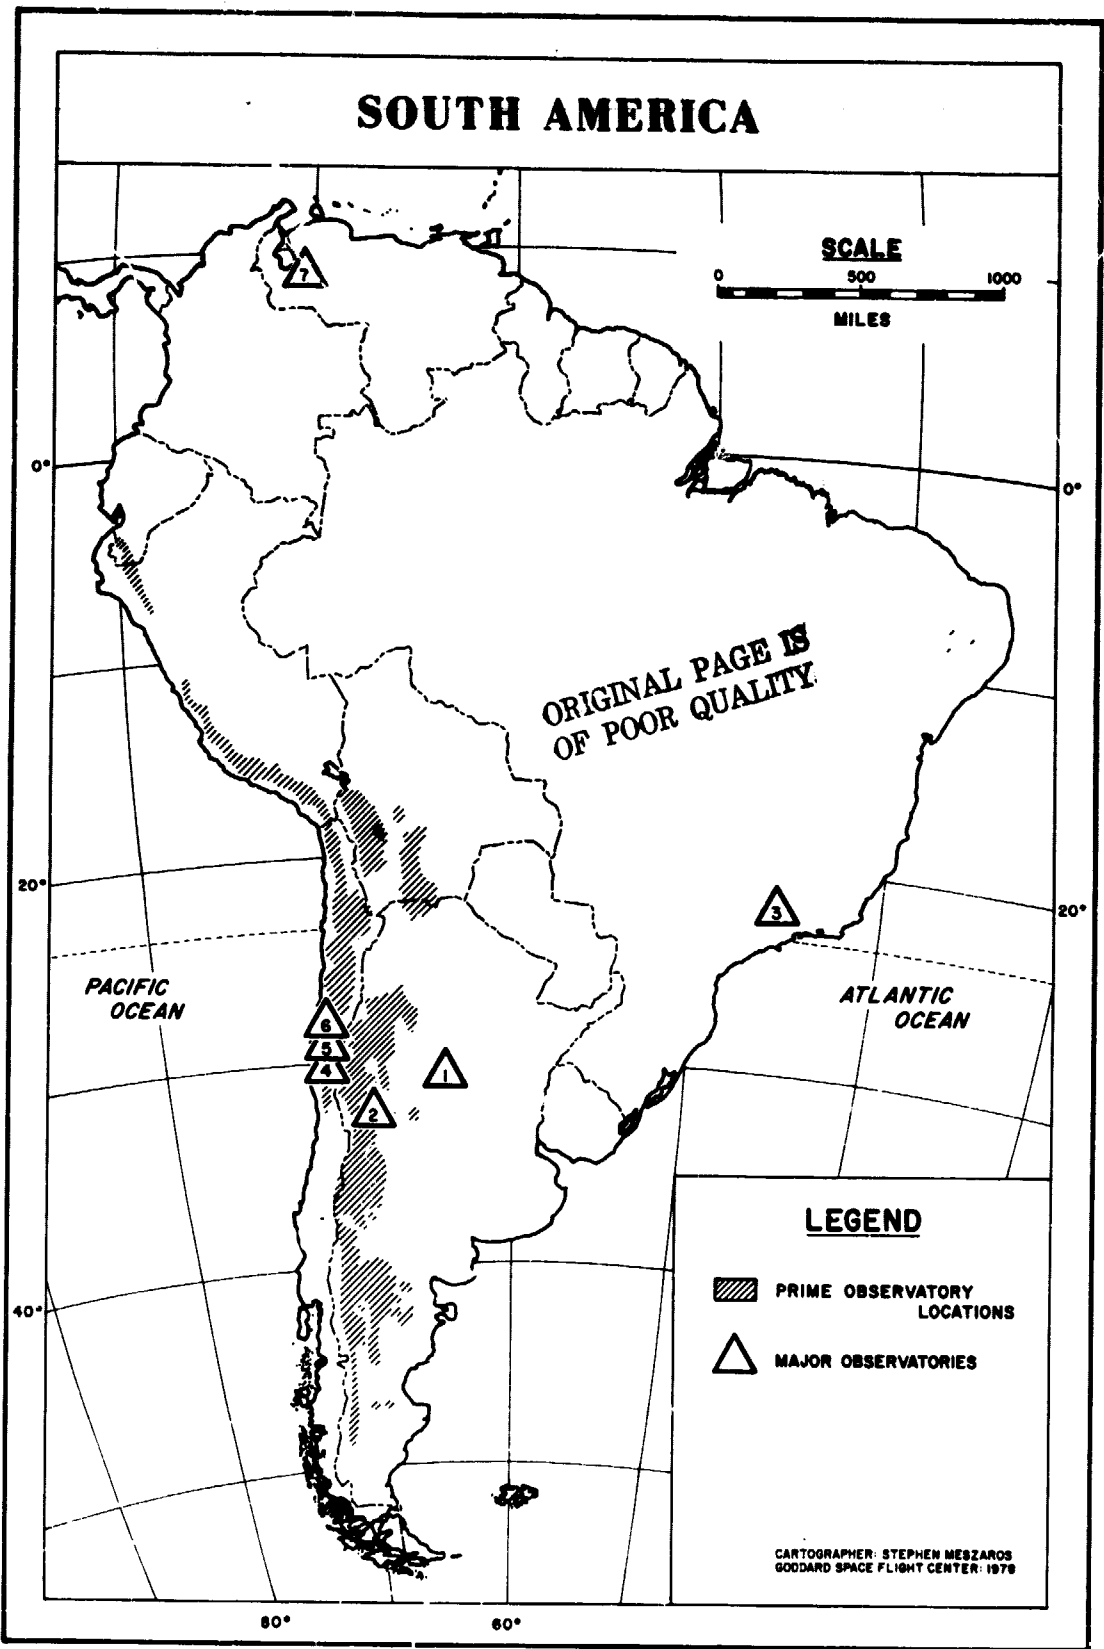 SOUTH AMERICA
SCALE
0 500 1000
MILES
7
0°
0°
ORIGINAL PAGE IS
OF POOR QUALITY
20°
20°
3
PACIFIC
OCEAN
ATLANTIC
OCEAN
6
5
4
1
2
LEGEND
PRIME OBSERVATORY
LOCATIONS
MAJOR OBSERVATORIES
40°
CARTOGRAPHER: STEPHEN MESZAROS
GODDARD SPACE FLIGHT CENTER: 1978
80° 60°